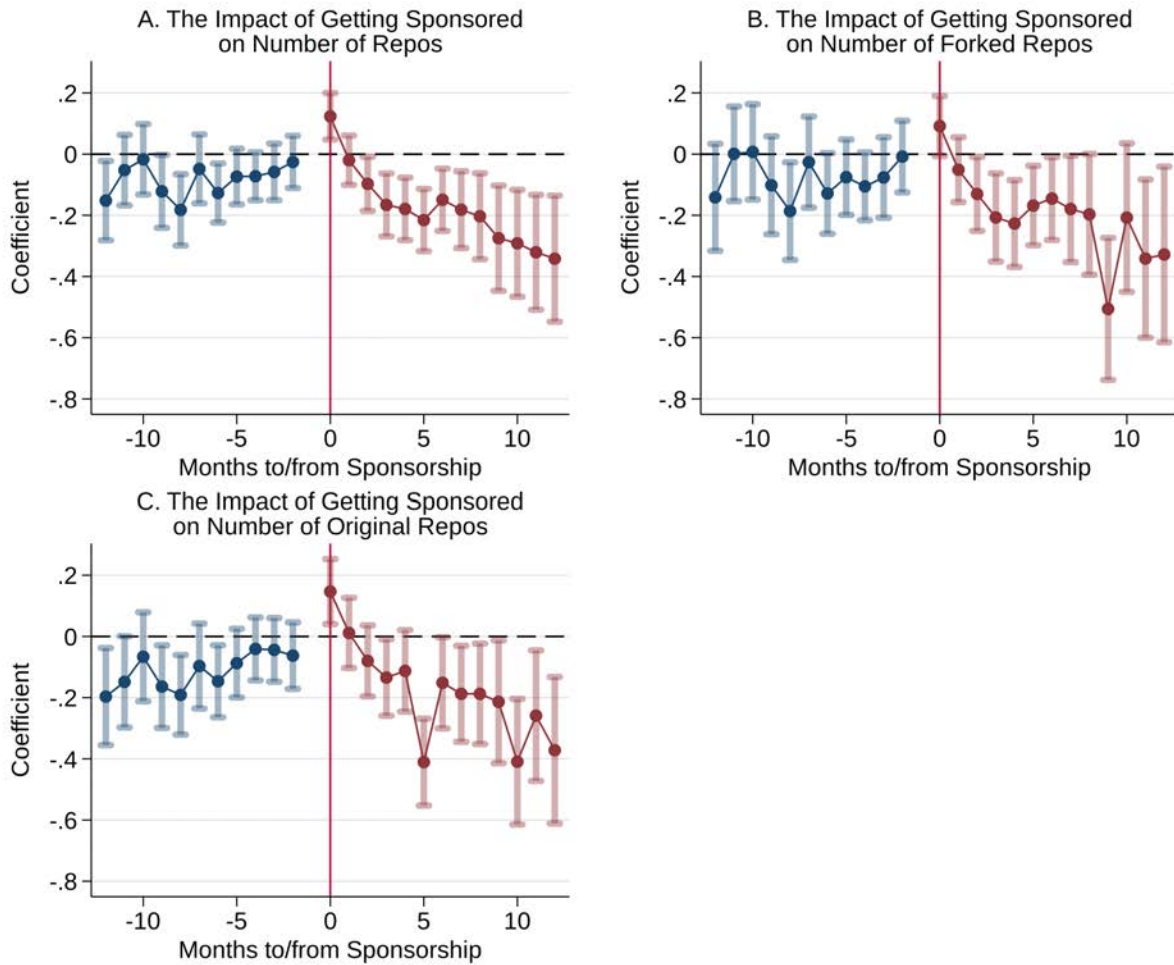 A. The Impact of Getting Sponsored
on Number of Repos
.2
0
-.2
-.4
-.6
-.8
Coefficient
-10 -5 0 5 10
Months to/from Sponsorship
B. The Impact of Getting Sponsored
on Number of Forked Repos
.2
0
-.2
-.4
-.6
-.8
Coefficient
-10 -5 0 5 10
Months to/from Sponsorship
C. The Impact of Getting Sponsored
on Number of Original Repos
.2
0
-.2
-.4
-.6
-.8
Coefficient
-10 -5 0 5 10
Months to/from Sponsorship